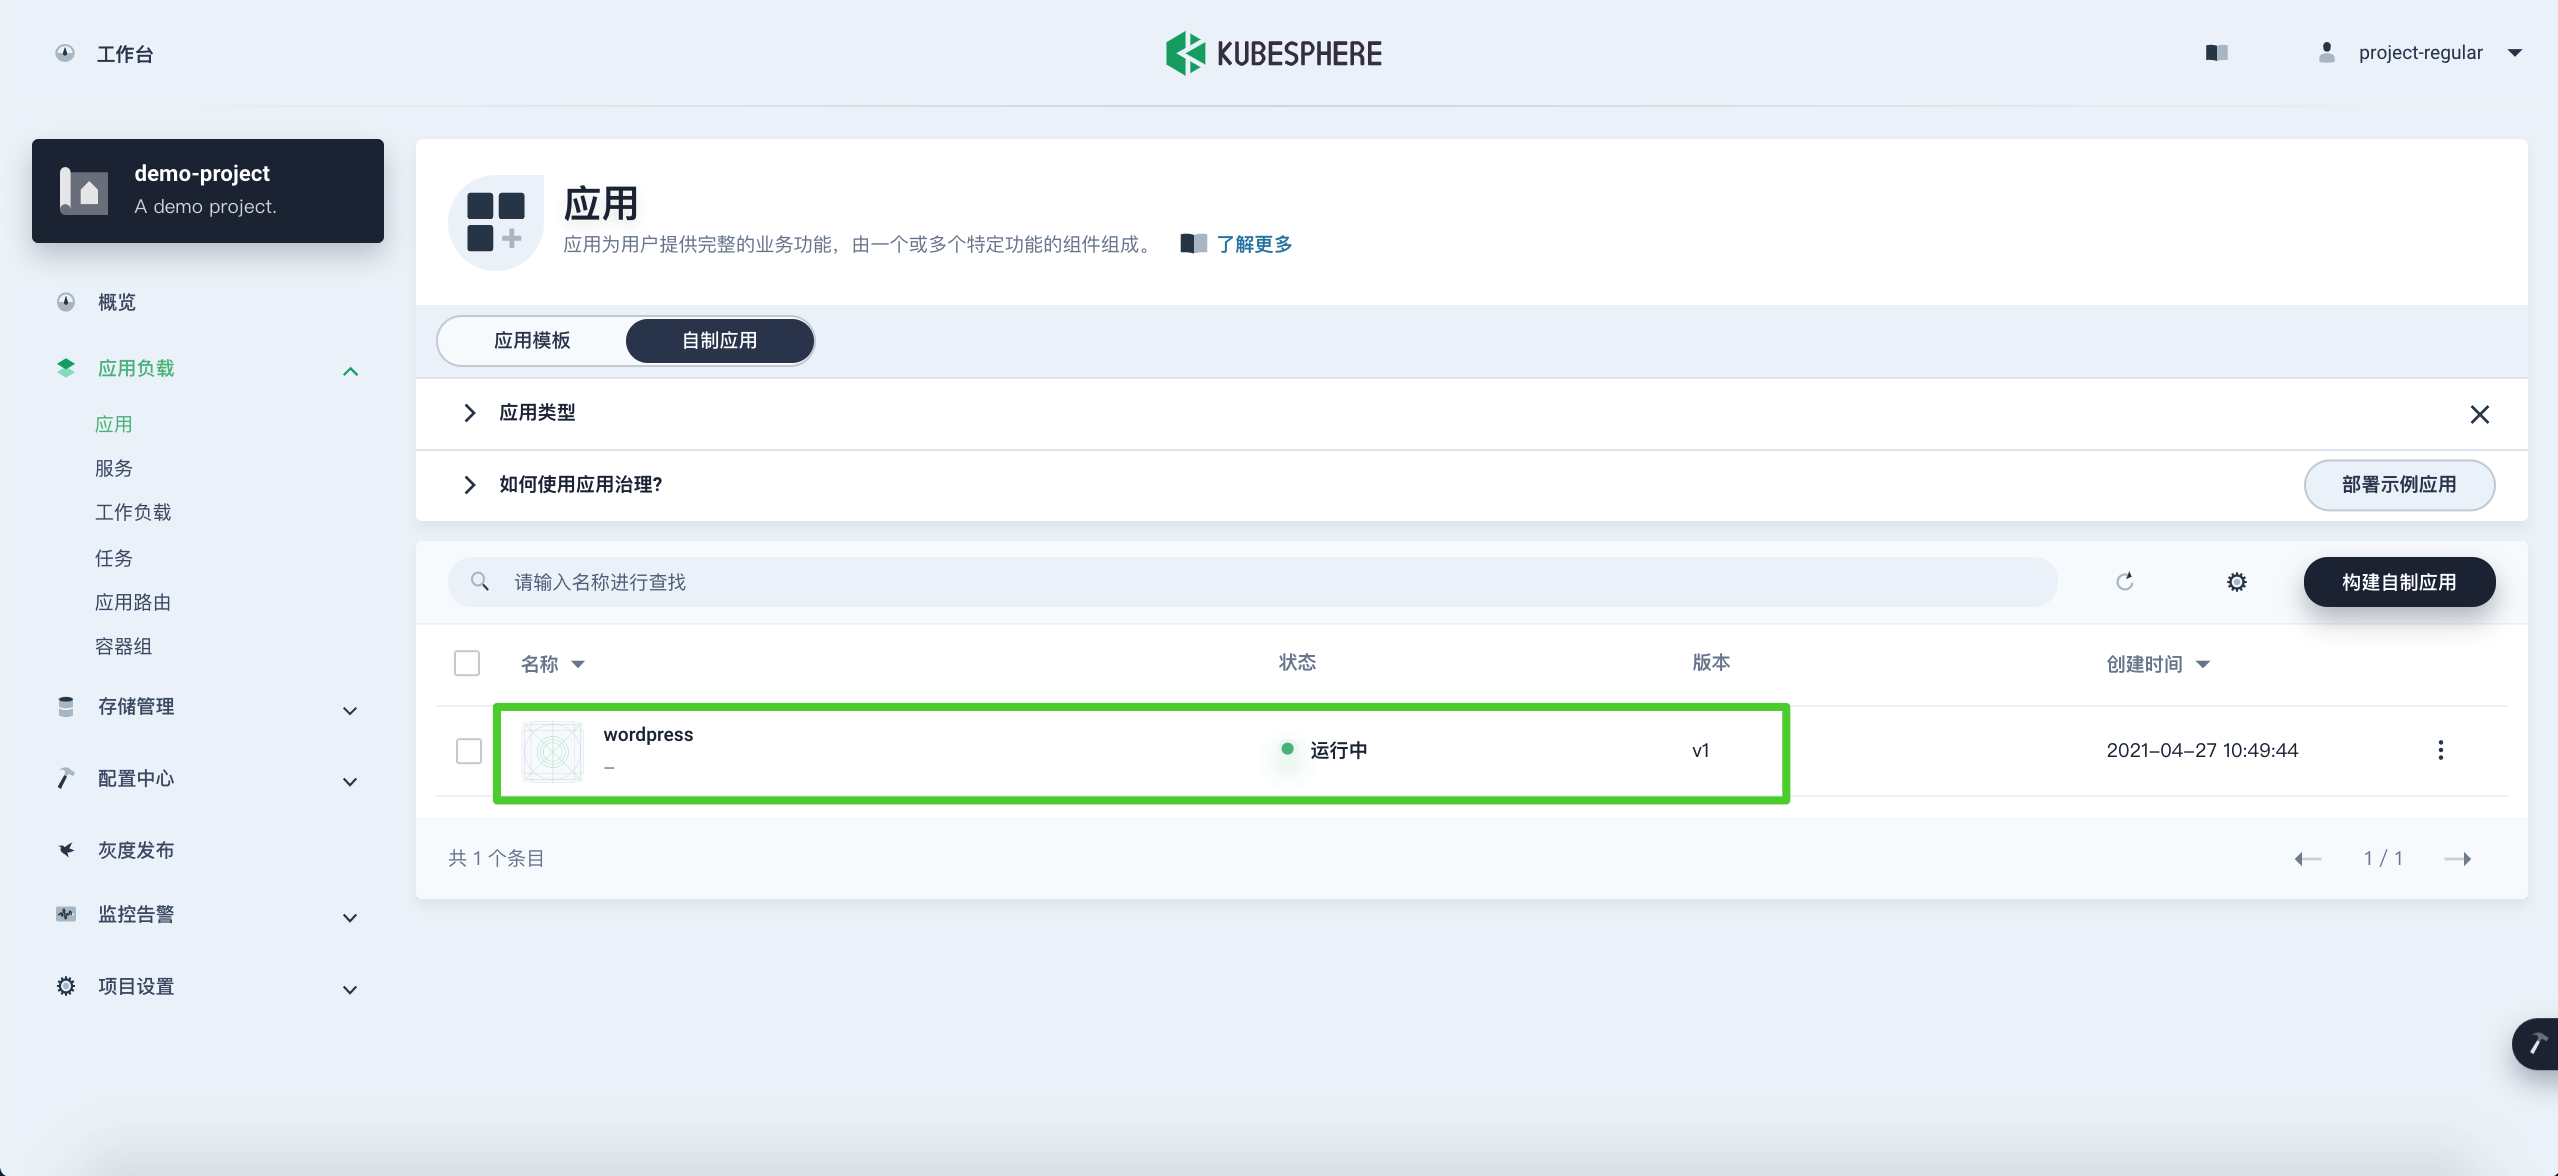 工作台
KUBESPHERE
project-regular
demo-project
A demo project.
概览
应用负载
应用
服务
工作负载
任务
应用路由
容器组
存储管理
配置中心
灰度发布
监控告警
项目设置
应用
应用为用户提供完整的业务功能，由一个或多个特定功能的组件组成。 了解更多
应用模板 自制应用
应用类型
如何使用应用治理? 部署示例应用
请输入名称进行查找 构建自制应用
名称 状态 版本 创建时间
wordpress 运行中 v1 2021-04-27 10:49:44
–
共 1 个条目 1 / 1